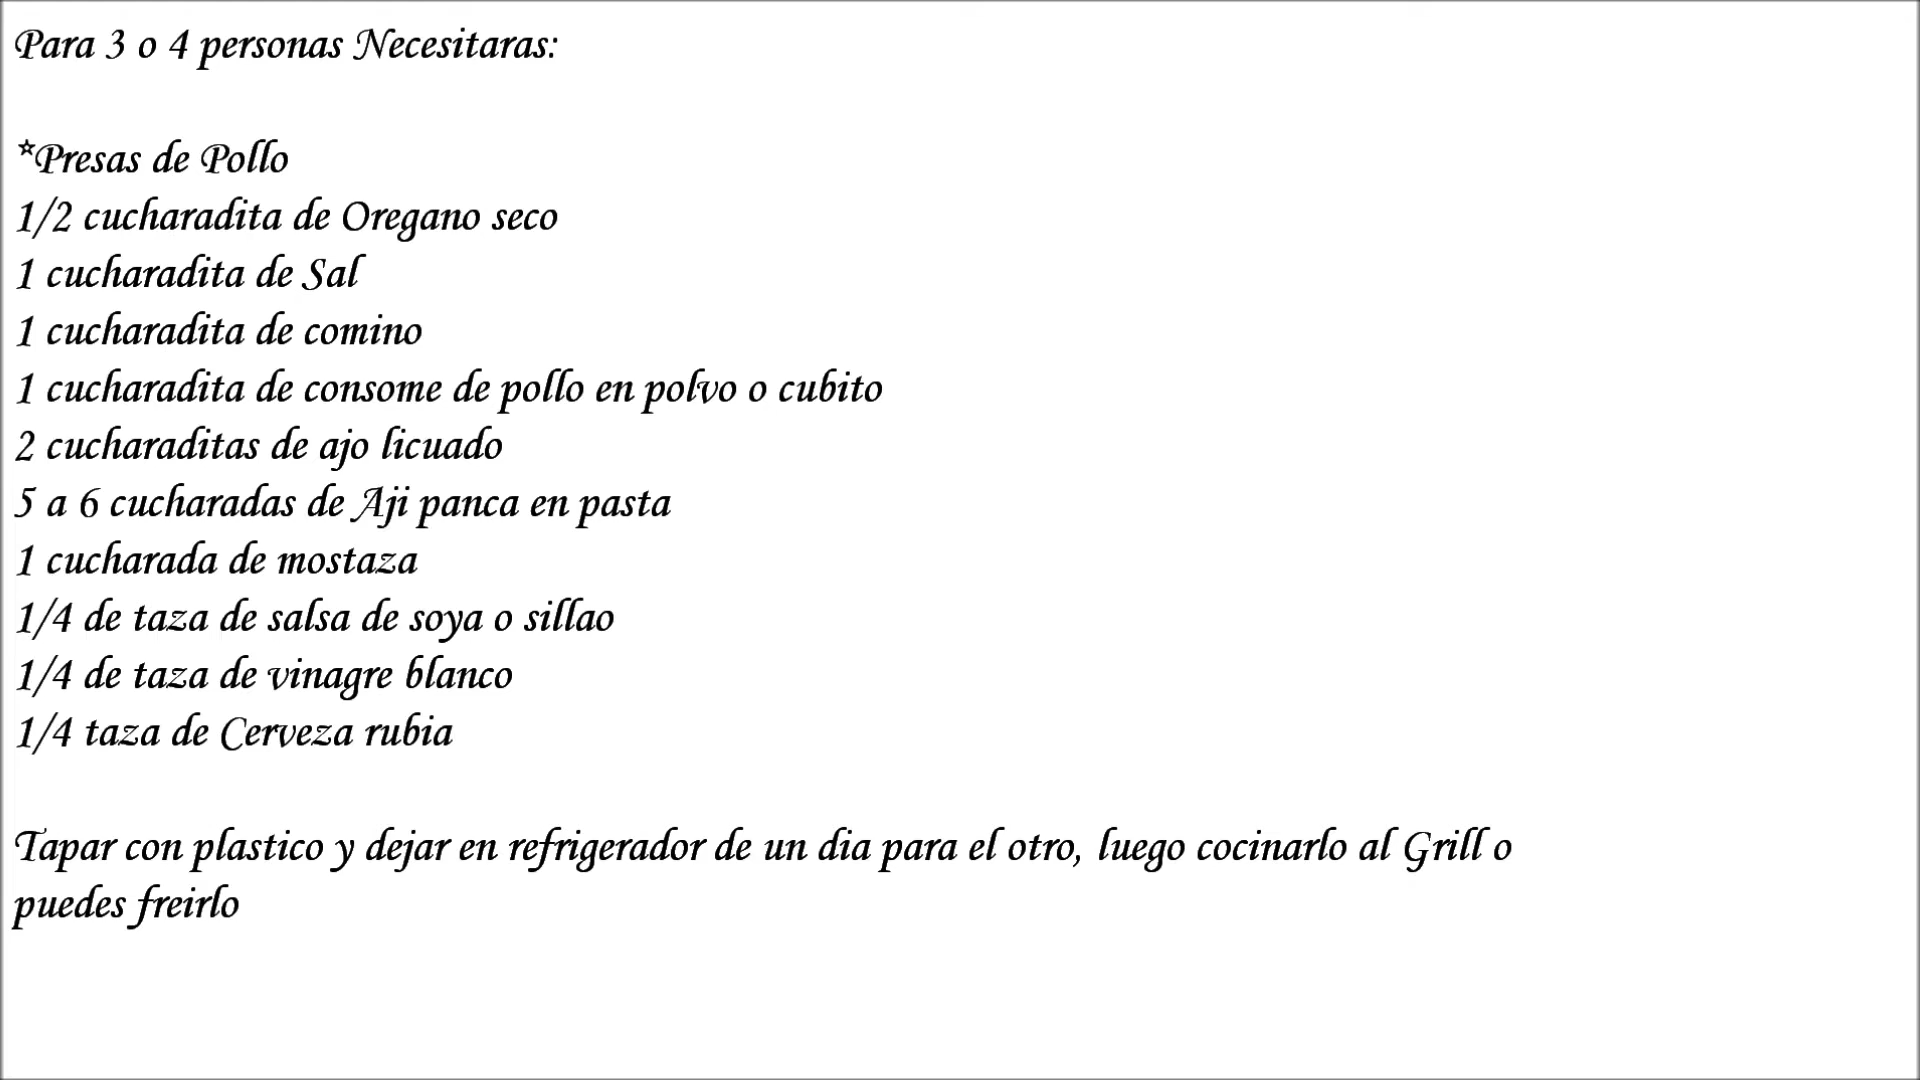 Para 3 o 4 personas Necesitaras:
*Presas de Pollo
1/2 cucharadita de Oregano seco
1 cucharadita de Sal
1 cucharadita de comino
1 cucharadita de consome de pollo en polvo o cubito
2 cucharaditas de ajo licuado
5 a 6 cucharadas de Aji panca en pasta
1 cucharada de mostaza
1/4 de taza de salsa de soya o sillao
1/4 de taza de vinagre blanco
1/4 taza de Cerveza rubia
Tapar con plastico y dejar en refrigerador de un dia para el otro, luego cocinarlo al Grill o
puedes freirlo